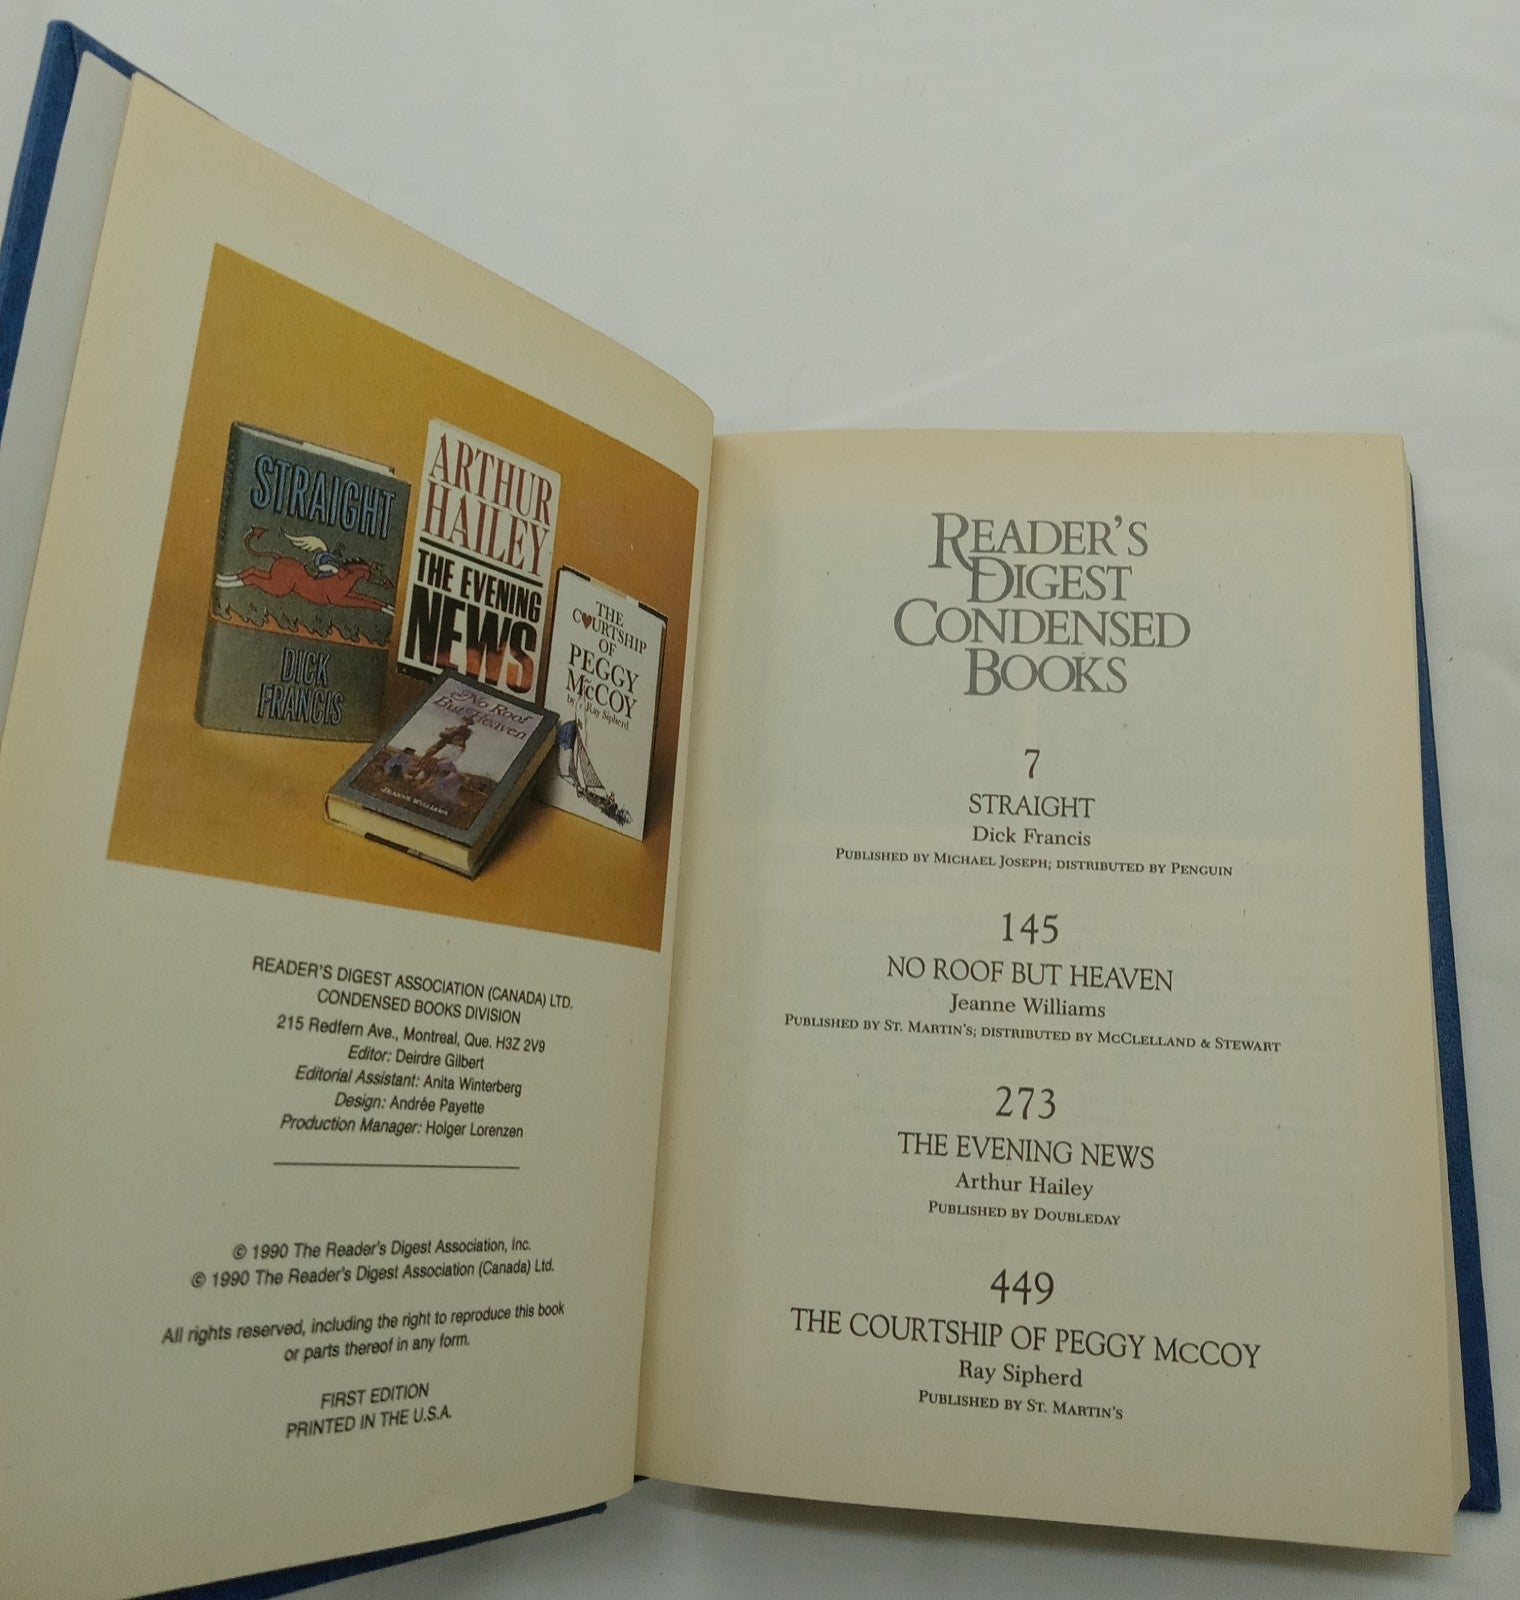 STRAIGHT
DICK
FRANCIS
ARTHUR
HAILEY
THE EVENING
NEWS
THE
COURTSHIP
OF
PEGGY
McCOY
by Ray Sipherd
No Roof
But Heaven
JEANNE WILLIAMS
READER'S DIGEST ASSOCIATION (CANADA) LTD.
CONDENSED BOOKS DIVISION
215 Redfern Ave., Montreal, Que. H3Z 2V9
Editor: Deirdre Gilbert
Editorial Assistant: Anita Winterberg
Design: Andrée Payette
Production Manager: Holger Lorenzen
© 1990 The Reader's Digest Association, Inc.
© 1990 The Reader's Digest Association (Canada) Ltd.
All rights reserved, including the right to reproduce this book
or parts thereof in any form.
FIRST EDITION
PRINTED IN THE U.S.A.
READER'S
DIGEST
CONDENSED
BOOKS
7
STRAIGHT
Dick Francis
PUBLISHED BY MICHAEL JOSEPH; DISTRIBUTED BY PENGUIN
145
NO ROOF BUT HEAVEN
Jeanne Williams
PUBLISHED BY ST. MARTIN'S; DISTRIBUTED BY MCCLELLAND & STEWART
273
THE EVENING NEWS
Arthur Hailey
PUBLISHED BY DOUBLEDAY
449
THE COURTSHIP OF PEGGY McCOY
Ray Sipherd
PUBLISHED BY ST. MARTIN'S